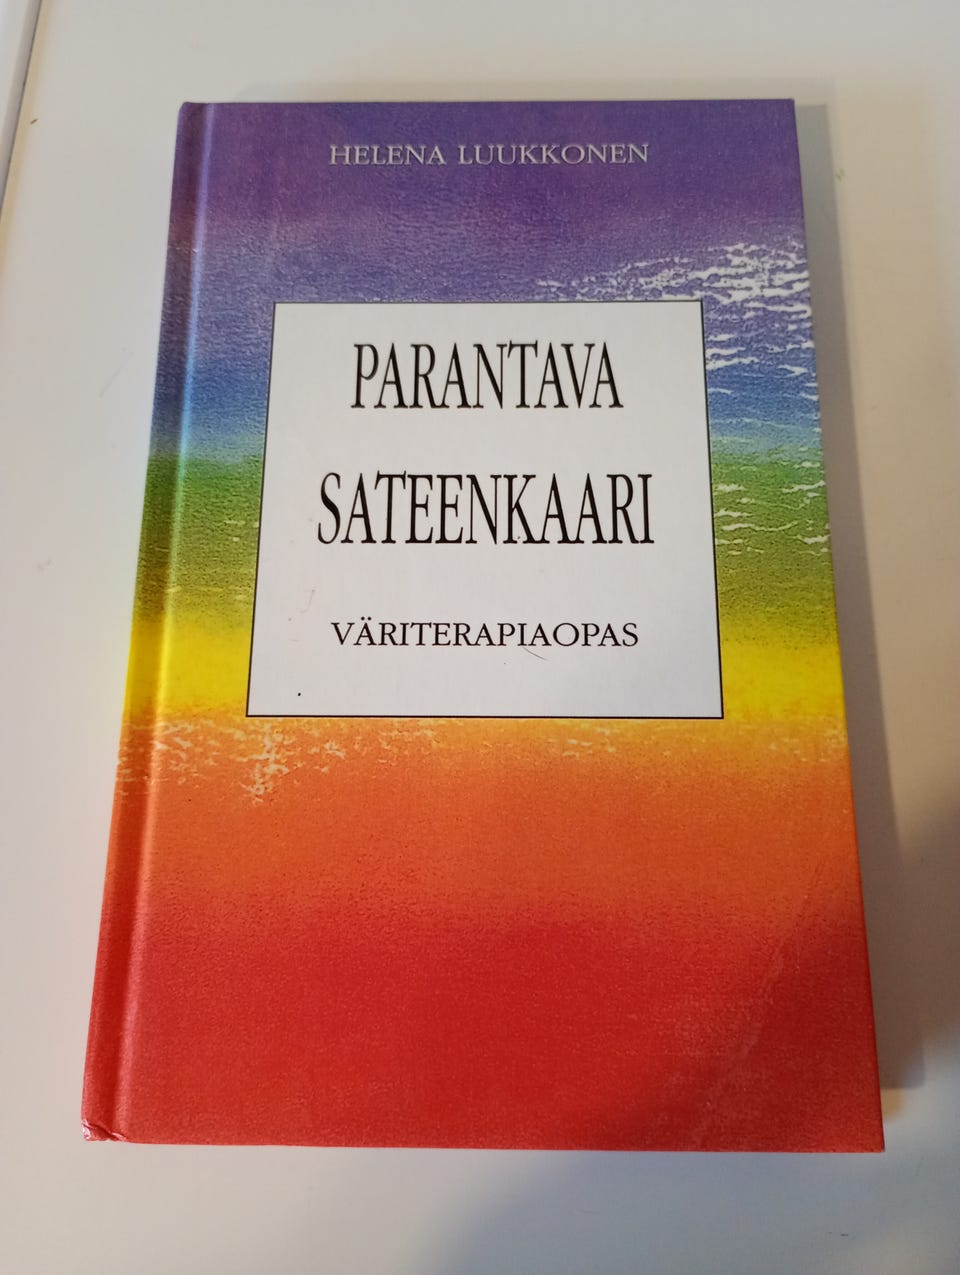 HELENA LUUKKONEN
PARANTAVA
SATEENKAARI
VÄRITERAPIAOPAS